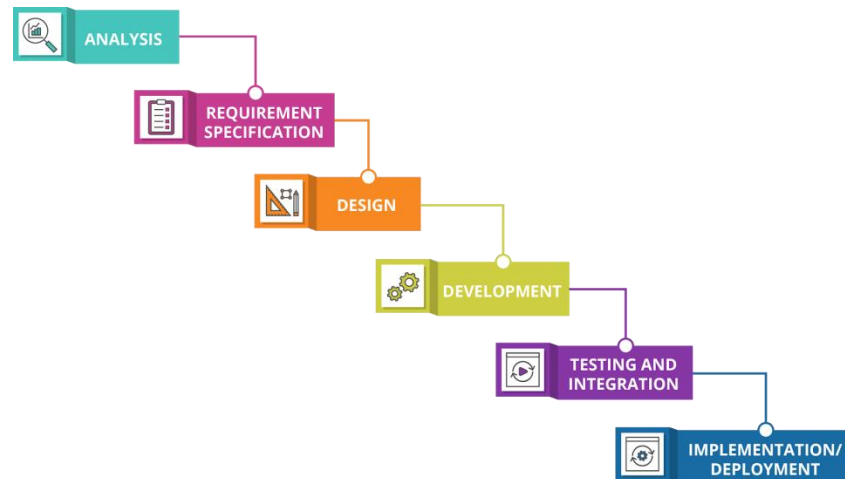 ANALYSIS
REQUIREMENT
SPECIFICATION
DESIGN
DEVELOPMENT
TESTING AND
INTEGRATION
IMPLEMENTATION/
DEPLOYMENT